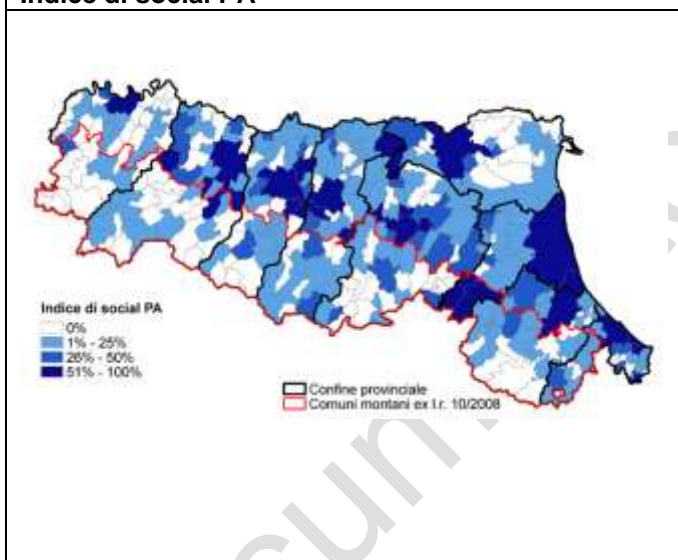 Indice di social PA
Indice di social PA
0%
1% - 25%
26% - 50%
51% - 100%
Confine provinciale
Comuni montani ex l.r. 10/2008